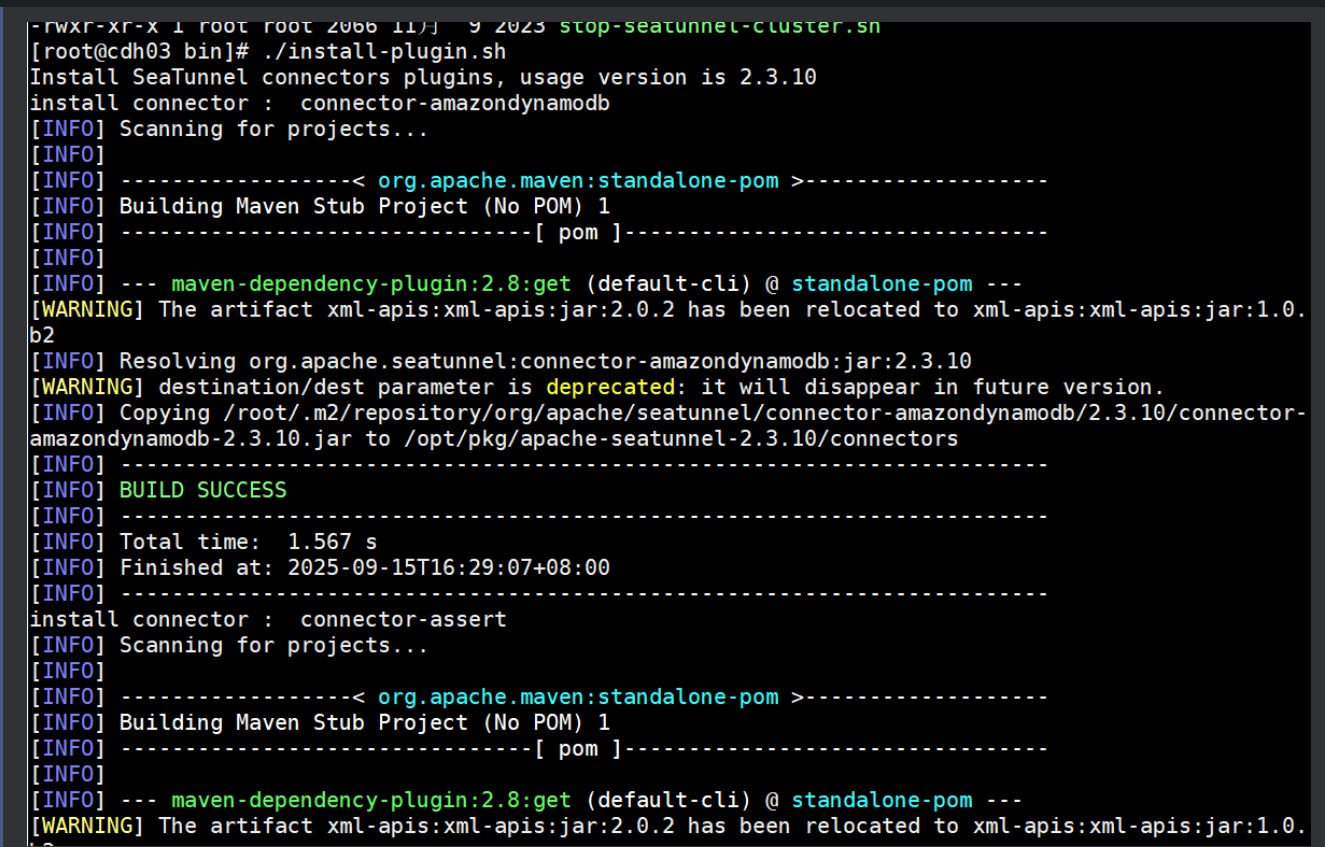 -rwxr-xr-x 1 root root 2066 11月  9 2023 stop-seatunnel-cluster.sh
[root@cdh03 bin]# ./install-plugin.sh
Install SeaTunnel connectors plugins, usage version is 2.3.10
install connector :  connector-amazondynamodb
[INFO] Scanning for projects...
[INFO]
[INFO] ------------------< org.apache.maven:standalone-pom >-------------------
[INFO] Building Maven Stub Project (No POM) 1
[INFO] --------------------------------[ pom ]---------------------------------
[INFO]
[INFO] --- maven-dependency-plugin:2.8:get (default-cli) @ standalone-pom ---
[WARNING] The artifact xml-apis:xml-apis:jar:2.0.2 has been relocated to xml-apis:xml-apis:jar:1.0.
b2
[INFO] Resolving org.apache.seatunnel:connector-amazondynamodb:jar:2.3.10
[WARNING] destination/dest parameter is deprecated: it will disappear in future version.
[INFO] Copying /root/.m2/repository/org/apache/seatunnel/connector-amazondynamodb/2.3.10/connector-
amazondynamodb-2.3.10.jar to /opt/pkg/apache-seatunnel-2.3.10/connectors
[INFO] ------------------------------------------------------------------------
[INFO] BUILD SUCCESS
[INFO] ------------------------------------------------------------------------
[INFO] Total time:  1.567 s
[INFO] Finished at: 2025-09-15T16:29:07+08:00
[INFO] ------------------------------------------------------------------------
install connector :  connector-assert
[INFO] Scanning for projects...
[INFO]
[INFO] ------------------< org.apache.maven:standalone-pom >-------------------
[INFO] Building Maven Stub Project (No POM) 1
[INFO] --------------------------------[ pom ]---------------------------------
[INFO]
[INFO] --- maven-dependency-plugin:2.8:get (default-cli) @ standalone-pom ---
[WARNING] The artifact xml-apis:xml-apis:jar:2.0.2 has been relocated to xml-apis:xml-apis:jar:1.0.
b2